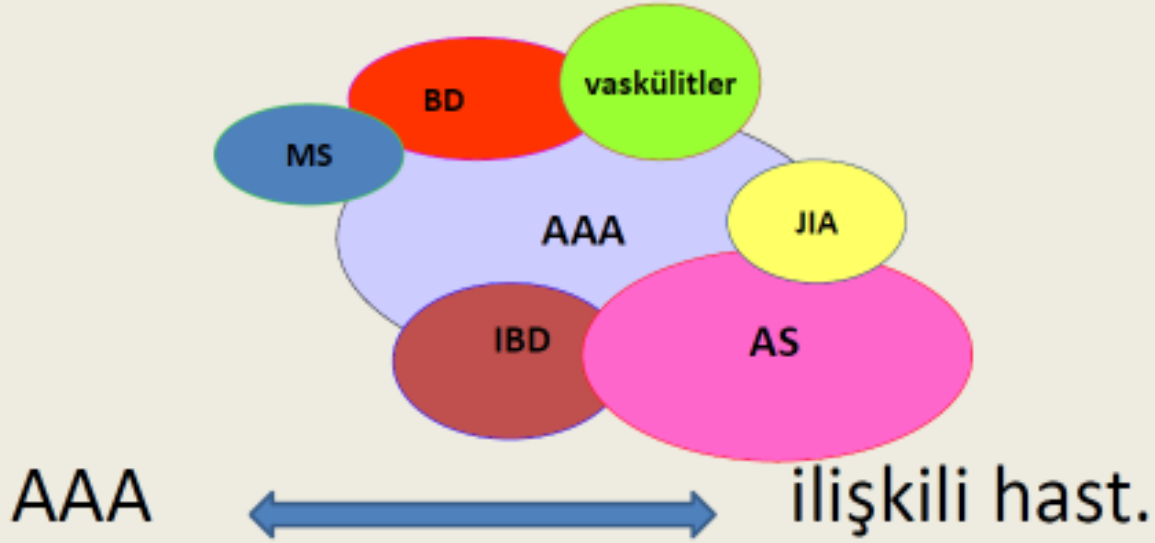 vaskülitler
BD
MS
JIA
AAA
IBD
AS
AAA
ilişkili hast.